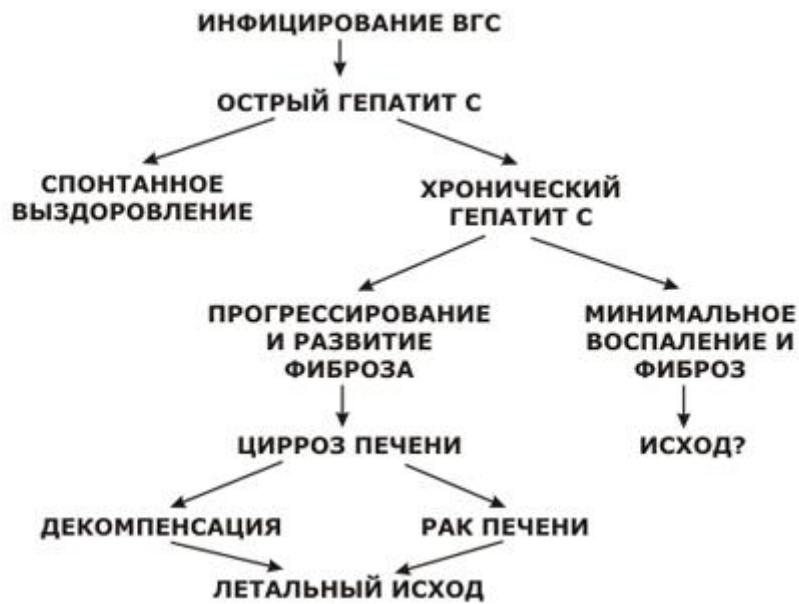 ИНФИЦИРОВАНИЕ ВГС
ОСТРЫЙ ГЕПАТИТ С
СПОНТАННОЕ
ВЫЗДОРОВЛЕНИЕ
ХРОНИЧЕСКИЙ
ГЕПАТИТ С
ПРОГРЕССИРОВАНИЕ
И РАЗВИТИЕ
ФИБРОЗА
МИНИМАЛЬНОЕ
ВОСПАЛЕНИЕ И
ФИБРОЗ
ЦИРРОЗ ПЕЧЕНИ
ИСХОД?
ДЕКОМПЕНСАЦИЯ
РАК ПЕЧЕНИ
ЛЕТАЛЬНЫЙ ИСХОД